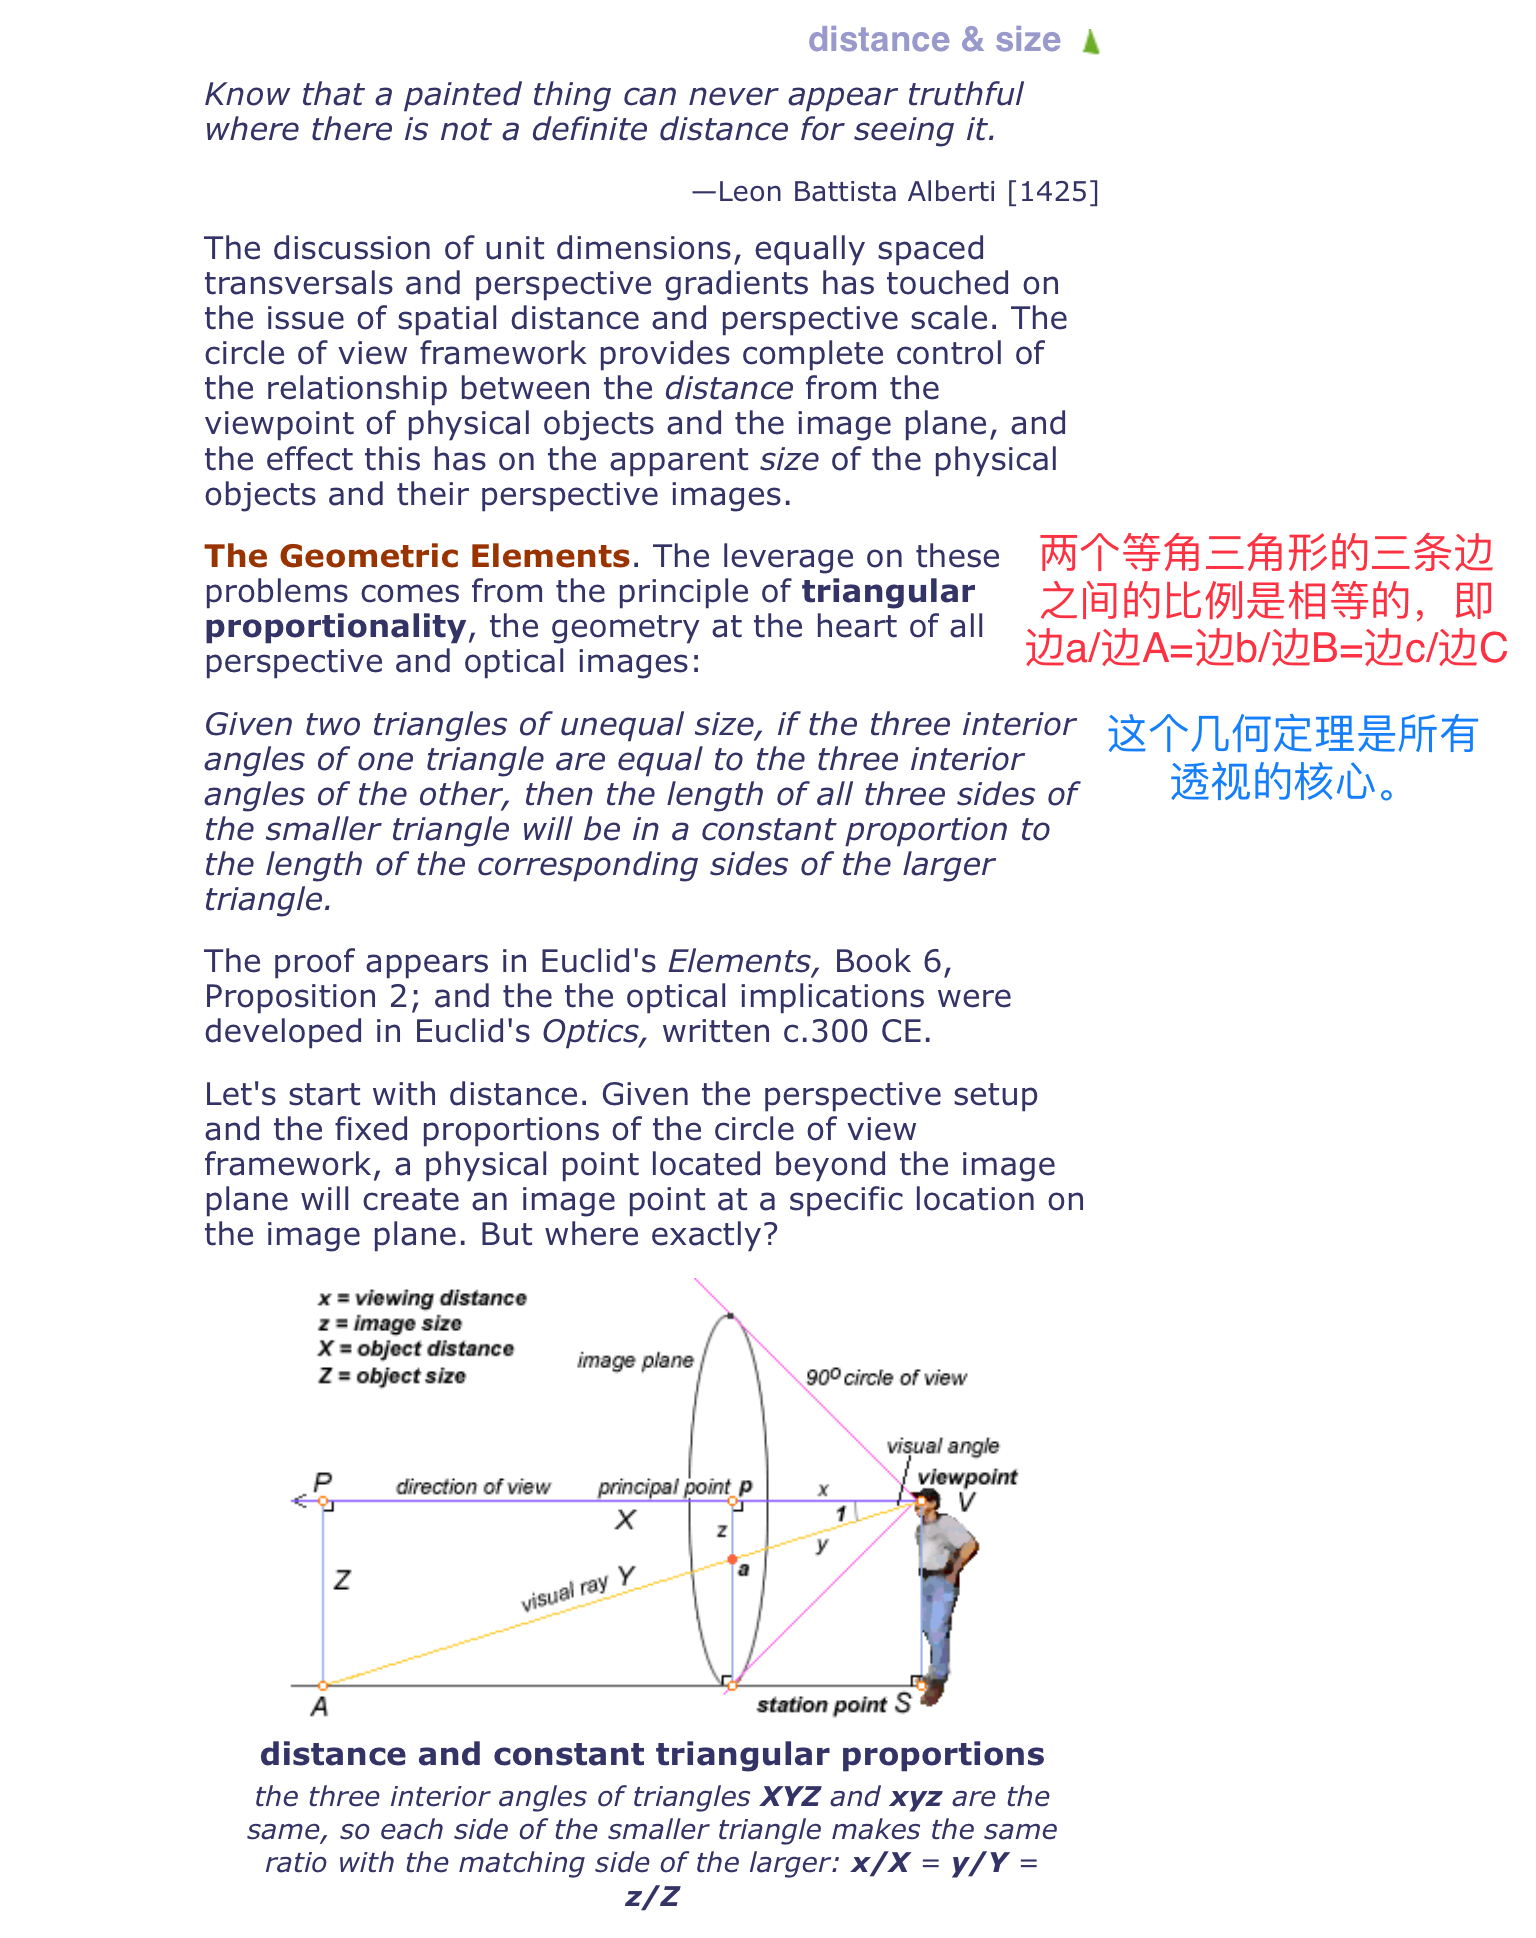 distance & size
Know that a painted thing can never appear truthful
where there is not a definite distance for seeing it.
—Leon Battista Alberti [1425]
The discussion of unit dimensions, equally spaced
transversals and perspective gradients has touched on
the issue of spatial distance and perspective scale. The
circle of view framework provides complete control of
the relationship between the distance from the
viewpoint of physical objects and the image plane, and
the effect this has on the apparent size of the physical
objects and their perspective images.
The Geometric Elements. The leverage on these
problems comes from the principle of triangular
proportionality, the geometry at the heart of all
perspective and optical images:
两个等角三角形的三条边
之间的比例是相等的，即
边a/边A=边b/边B=边c/边C
Given two triangles of unequal size, if the three interior
angles of one triangle are equal to the three interior
angles of the other, then the length of all three sides of
the smaller triangle will be in a constant proportion to
the length of the corresponding sides of the larger
triangle.
这个几何定理是所有
透视的核心。
The proof appears in Euclid's Elements, Book 6,
Proposition 2; and the the optical implications were
developed in Euclid's Optics, written c.300 CE.
Let's start with distance. Given the perspective setup
and the fixed proportions of the circle of view
framework, a physical point located beyond the image
plane will create an image point at a specific location on
the image plane. But where exactly?
x = viewing distance
z = image size
X = object distance
Z = object size
image plane
90º circle of view
visual angle
viewpoint
V
P
direction of view
principal point p
x
X
1
z
y
a
Z
visual ray Y
A
station point S
distance and constant triangular proportions
the three interior angles of triangles XYZ and xyz are the
same, so each side of the smaller triangle makes the same
ratio with the matching side of the larger: x/X = y/Y =
z/Z